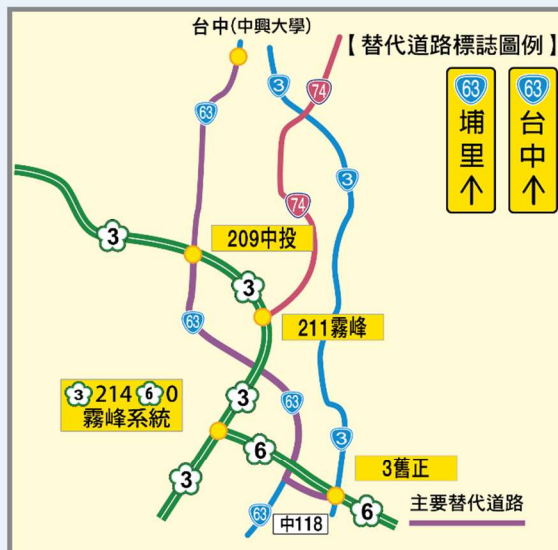 台中(中興大學)
【替代道路標誌圖例】
63
埔里↑
63
台中↑
63
3
74
3
74
3
209中投
3
63
211霧峰
3 214 6 0
霧峰系統
3
63
3
6
3
3舊正
63
中118
6
主要替代道路